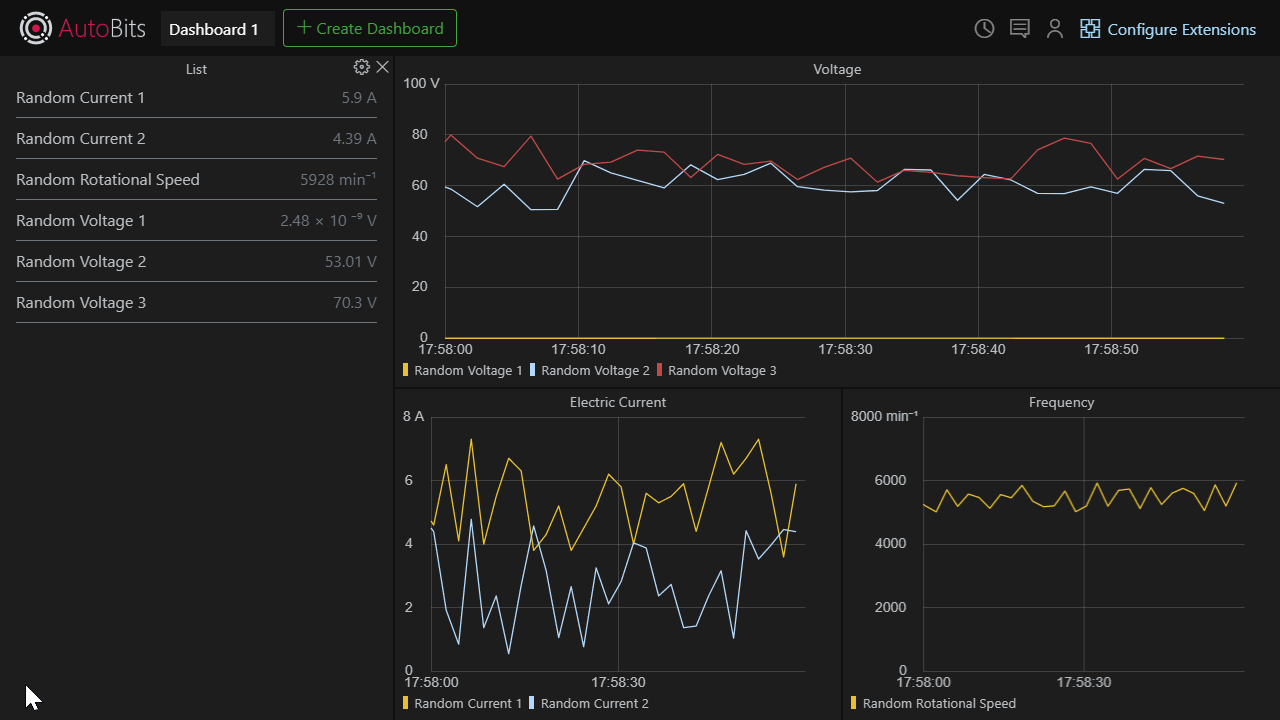 AutoBits Dashboard 1 + Create Dashboard Configure Extensions
List
Random Current 1 5.9 A
Random Current 2 4.39 A
Random Rotational Speed 5928 min⁻¹
Random Voltage 1 2.48 × 10 ⁻⁹ V
Random Voltage 2 53.01 V
Random Voltage 3 70.3 V
Voltage
100 V
80
60
40
20
0
17:58:00 17:58:10 17:58:20 17:58:30 17:58:40 17:58:50
Random Voltage 1 Random Voltage 2 Random Voltage 3
Electric Current
8 A
6
4
2
0
17:58:00 17:58:30
Random Current 1 Random Current 2
Frequency
8000 min⁻¹
6000
4000
2000
0
17:58:00 17:58:30
Random Rotational Speed